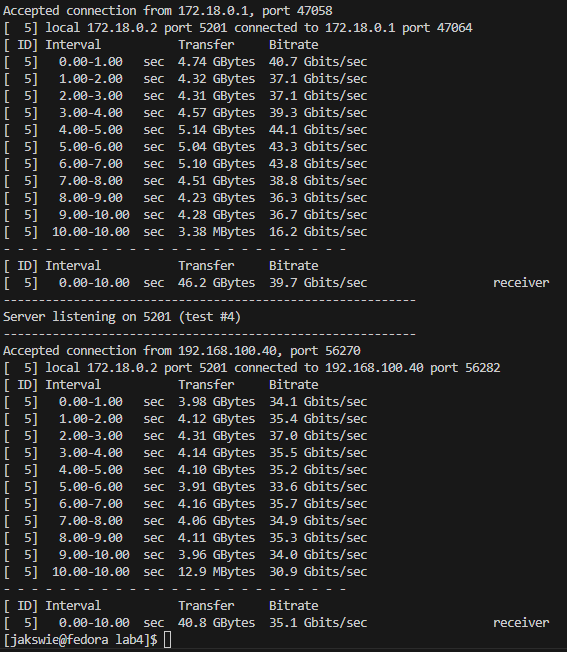 Accepted connection from 172.18.0.1, port 47058
[  5] local 172.18.0.2 port 5201 connected to 172.18.0.1 port 47064
[ ID] Interval           Transfer     Bitrate
[  5]   0.00-1.00   sec  4.74 GBytes  40.7 Gbits/sec
[  5]   1.00-2.00   sec  4.32 GBytes  37.1 Gbits/sec
[  5]   2.00-3.00   sec  4.31 GBytes  37.1 Gbits/sec
[  5]   3.00-4.00   sec  4.57 GBytes  39.3 Gbits/sec
[  5]   4.00-5.00   sec  5.14 GBytes  44.1 Gbits/sec
[  5]   5.00-6.00   sec  5.04 GBytes  43.3 Gbits/sec
[  5]   6.00-7.00   sec  5.10 GBytes  43.8 Gbits/sec
[  5]   7.00-8.00   sec  4.51 GBytes  38.8 Gbits/sec
[  5]   8.00-9.00   sec  4.23 GBytes  36.3 Gbits/sec
[  5]   9.00-10.00  sec  4.28 GBytes  36.7 Gbits/sec
[  5]  10.00-10.00  sec  3.38 MBytes  16.2 Gbits/sec
- - - - - - - - - - - - - - - - - - - - - - - - -
[ ID] Interval           Transfer     Bitrate
[  5]   0.00-10.00  sec  46.2 GBytes  39.7 Gbits/sec                  receiver
-----------------------------------------------------------
Server listening on 5201 (test #4)
-----------------------------------------------------------
Accepted connection from 192.168.100.40, port 56270
[  5] local 172.18.0.2 port 5201 connected to 192.168.100.40 port 56282
[ ID] Interval           Transfer     Bitrate
[  5]   0.00-1.00   sec  3.98 GBytes  34.1 Gbits/sec
[  5]   1.00-2.00   sec  4.12 GBytes  35.4 Gbits/sec
[  5]   2.00-3.00   sec  4.31 GBytes  37.0 Gbits/sec
[  5]   3.00-4.00   sec  4.14 GBytes  35.5 Gbits/sec
[  5]   4.00-5.00   sec  4.10 GBytes  35.2 Gbits/sec
[  5]   5.00-6.00   sec  3.91 GBytes  33.6 Gbits/sec
[  5]   6.00-7.00   sec  4.16 GBytes  35.7 Gbits/sec
[  5]   7.00-8.00   sec  4.06 GBytes  34.9 Gbits/sec
[  5]   8.00-9.00   sec  4.11 GBytes  35.3 Gbits/sec
[  5]   9.00-10.00  sec  3.96 GBytes  34.0 Gbits/sec
[  5]  10.00-10.00  sec  12.9 MBytes  30.9 Gbits/sec
- - - - - - - - - - - - - - - - - - - - - - - - -
[ ID] Interval           Transfer     Bitrate
[  5]   0.00-10.00  sec  40.8 GBytes  35.1 Gbits/sec                  receiver
[jakswie@fedora lab4]$